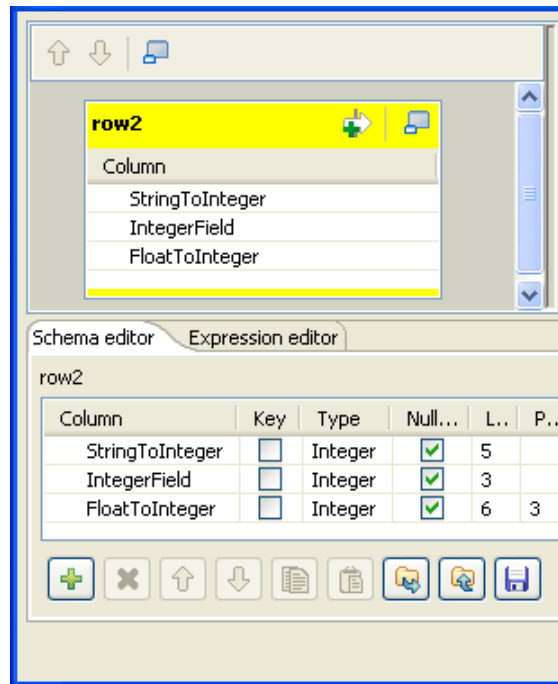 row2
Column
StringToInteger
IntegerField
FloatToInteger
Schema editor Expression editor
row2
Column Key Type Null... L.. P..
StringToInteger Integer 5
IntegerField Integer 3
FloatToInteger Integer 6 3